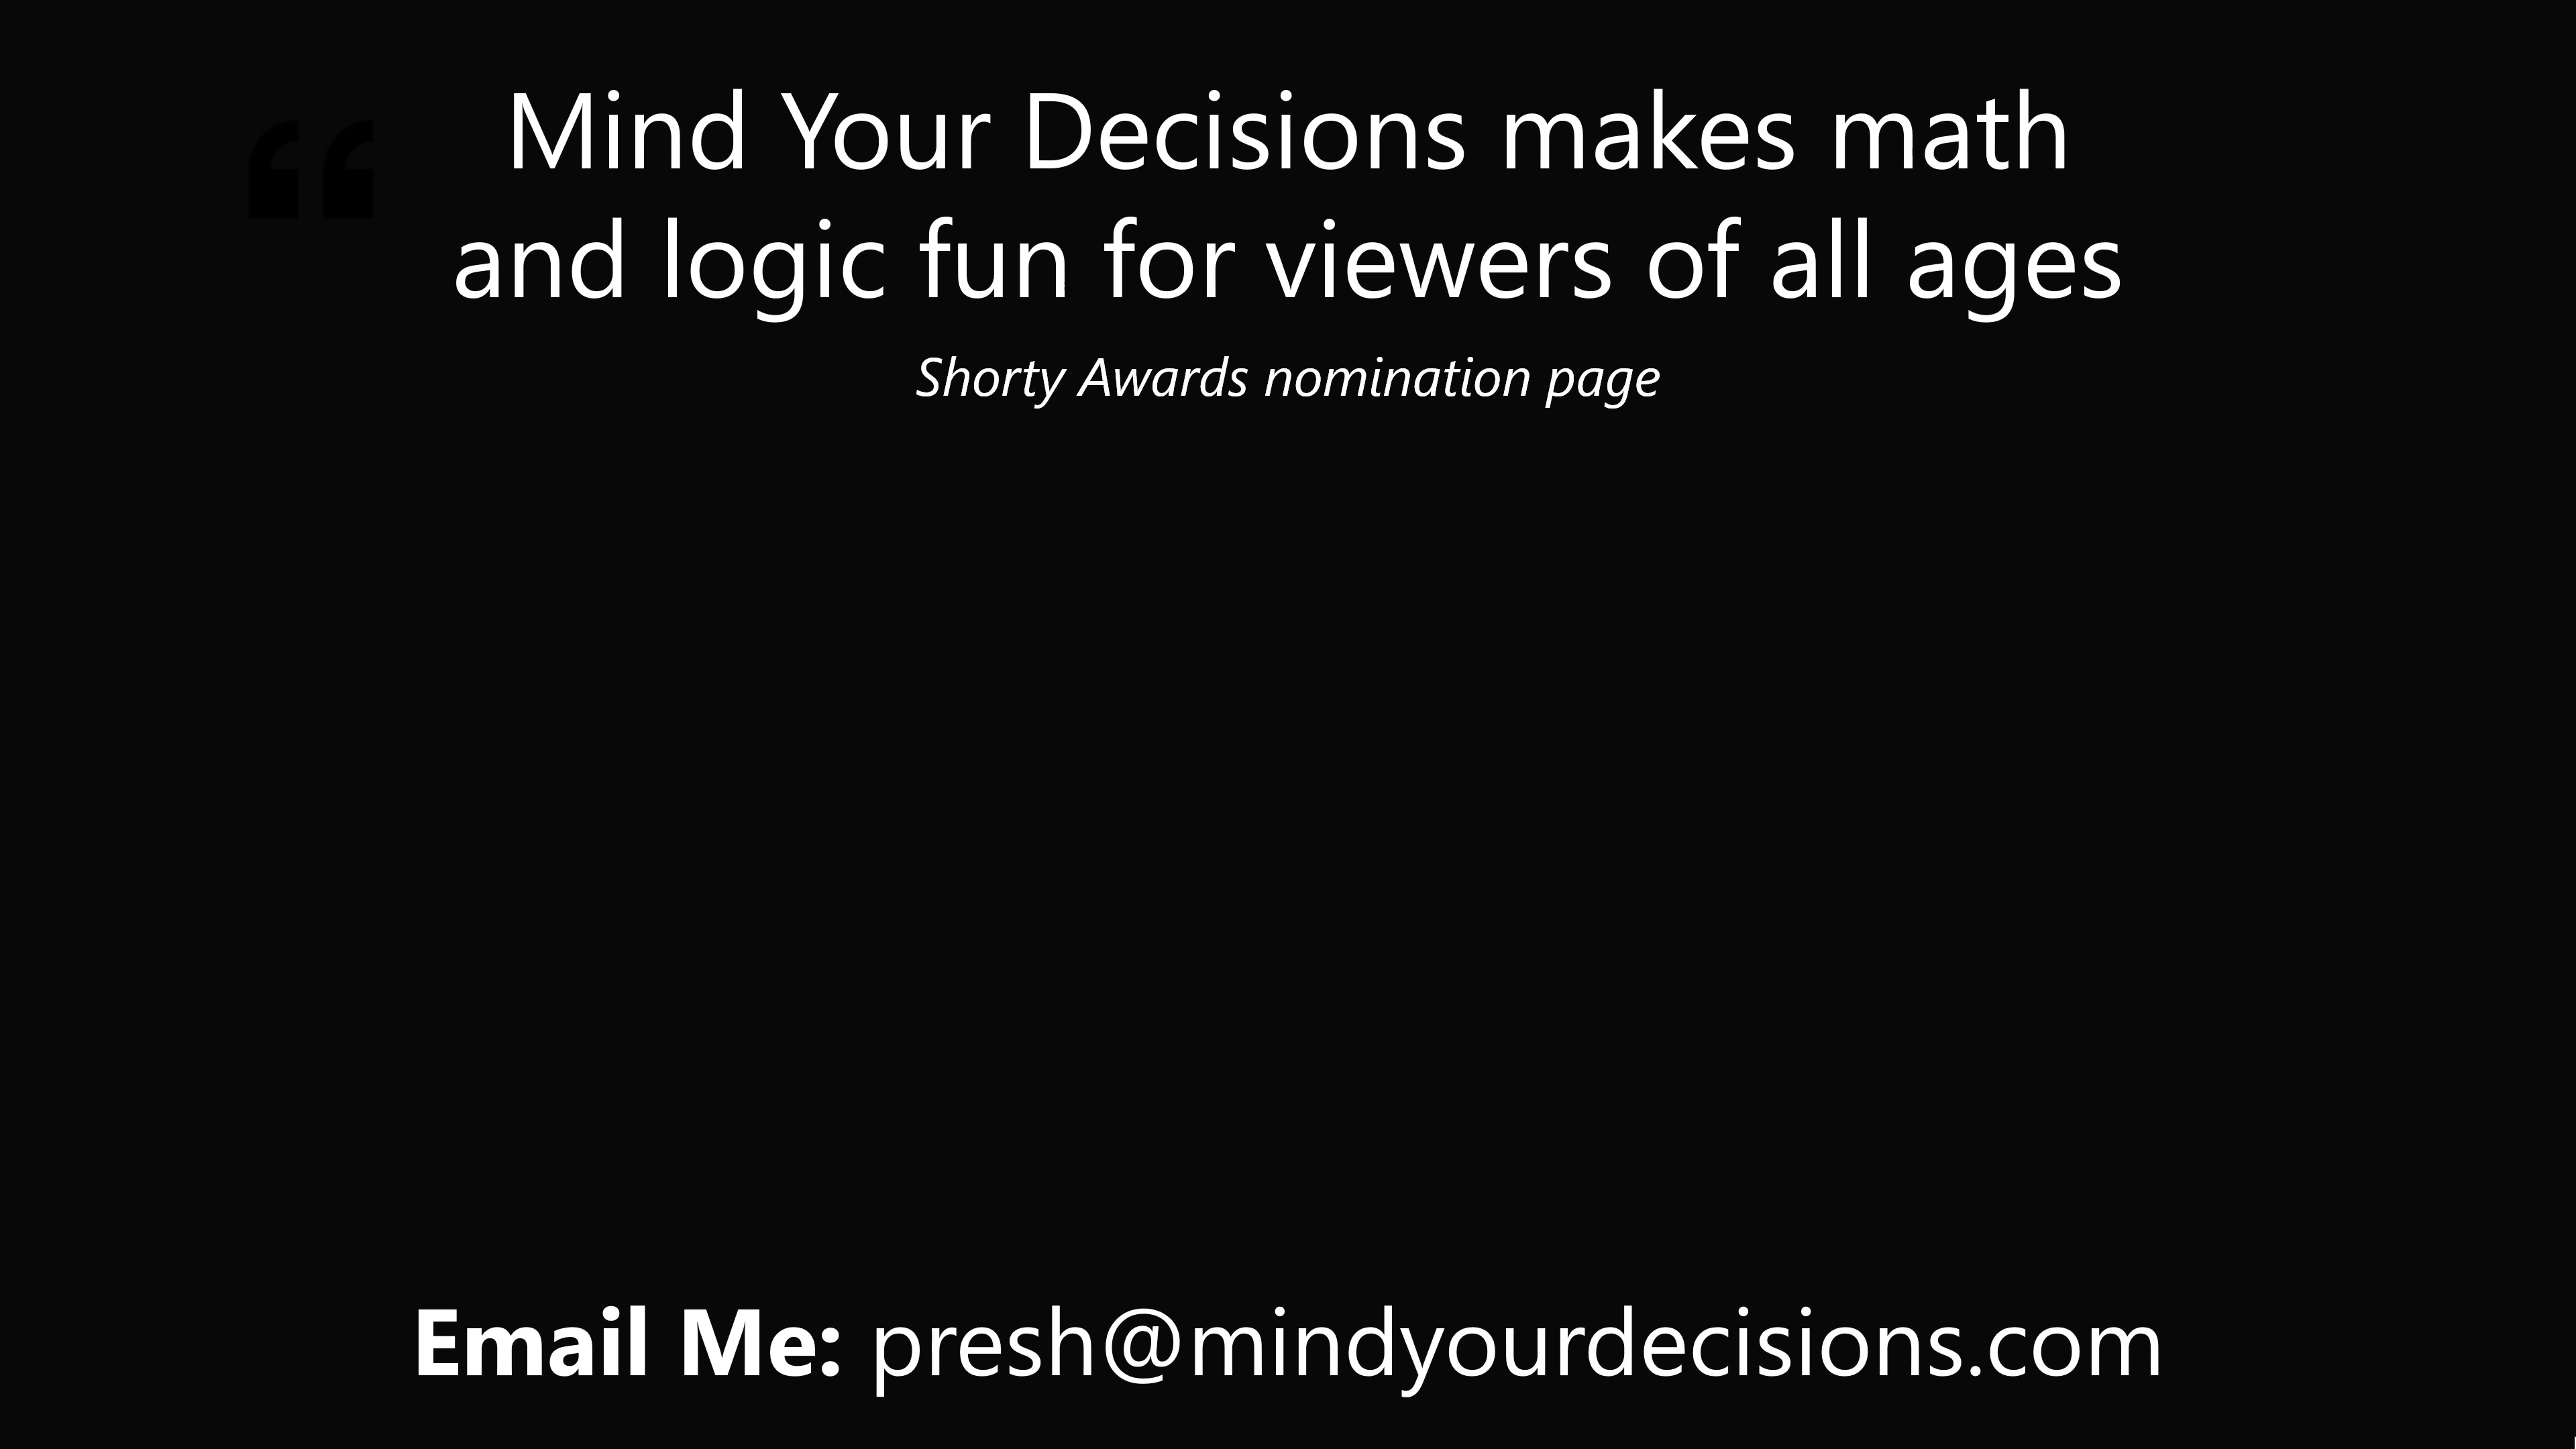 “
Mind Your Decisions makes math
and logic fun for viewers of all ages
Shorty Awards nomination page
Email Me: presh@mindyourdecisions.com